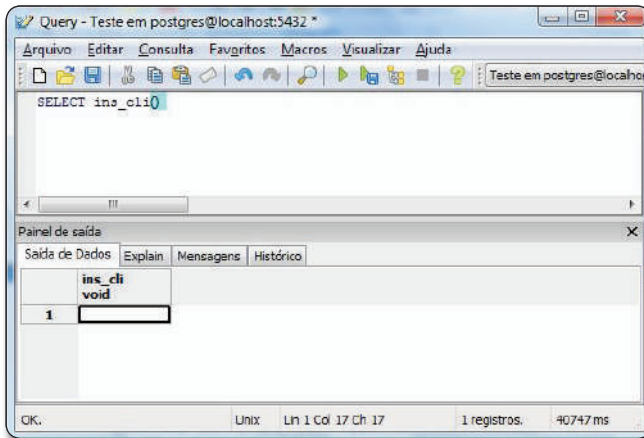 Query - Teste em postgres@localhost:5432 *
Arquivo Editar Consulta Favoritos Macros Visualizar Ajuda
Teste em postgres@localho
SELECT ins_cli()
Painel de saída
Saída de Dados Explain Mensagens Histórico
ins_cli
void
1
OK. Unix Lin 1 Col 17 Ch 17 1 registros. 40747 ms